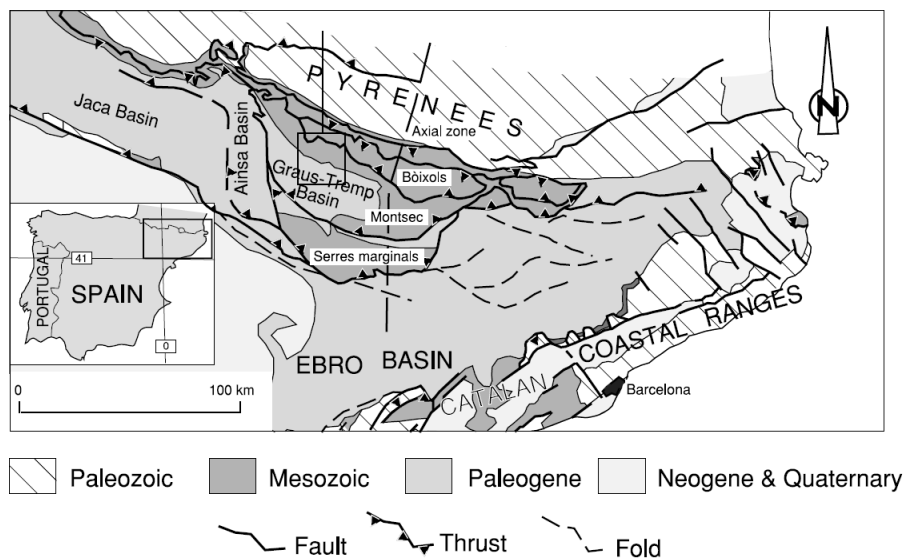 PYRENEES
Axial zone
Jaca Basin
Ainsa Basin
Graus-Tremp
Basin
Bòixols
Montsec
Serres marginals
N
PORTUGAL
SPAIN
41
0
EBRO BASIN
CATALAN
COASTAL RANGES
Barcelona
0
100 km
Paleozoic
Mesozoic
Paleogene
Neogene & Quaternary
Fault
Thrust
Fold